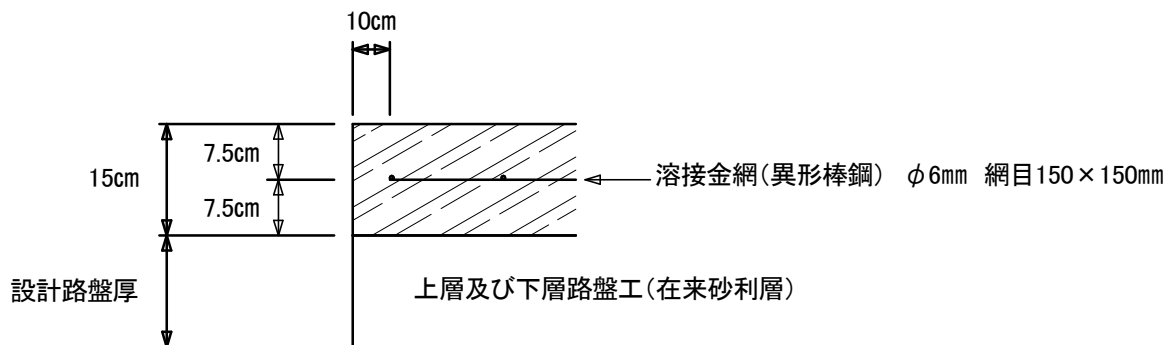 10cm
7.5cm
15cm
溶接金網(異形棒鋼) φ6mm 網目150×150mm
7.5cm
設計路盤厚
上層及び下層路盤工(在来砂利層)